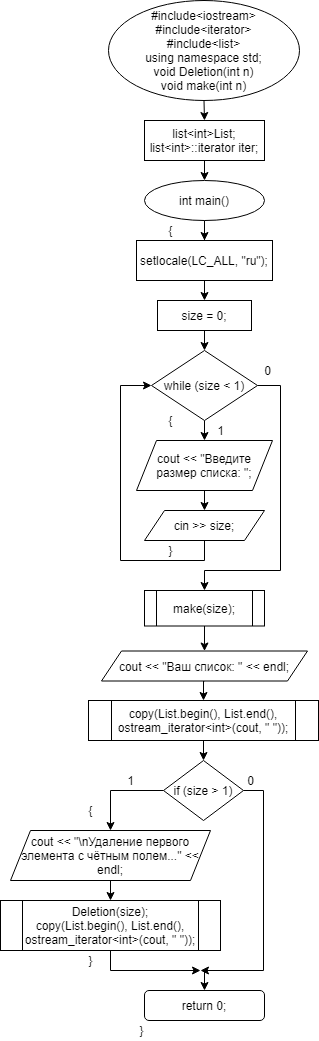 #include<iostream>
#include<iterator>
#include<list>
using namespace std;
void Deletion(int n)
void make(int n)
list<int>List;
list<int>::iterator iter;
int main()
{
setlocale(LC_ALL, "ru");
size = 0;
while (size < 1)
0
{
1
cout << "Введите
размер списка: ";
cin >> size;
}
make(size);
cout << "Ваш список: " << endl;
copy(List.begin(), List.end(),
ostream_iterator<int>(cout, " "));
if (size > 1)
1
0
{
cout << "\nУдаление первого
элемента с чётным полем..." <<
endl;
Deletion(size);
copy(List.begin(), List.end(),
ostream_iterator<int>(cout, " "));
}
return 0;
}